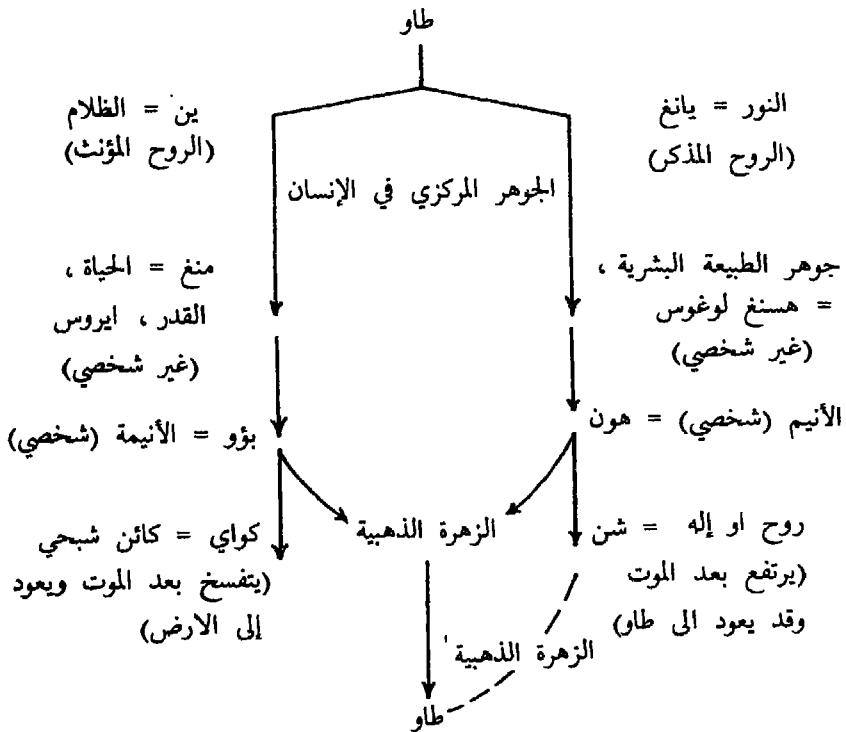 طاو
النور = يانغ
(الروح المذكر)
ين = الظلام
(الروح المؤنث)
الجوهر المركزي في الإنسان
جوهر الطبيعة البشرية ،
= هسنغ لوغوس
(غير شخصي)
منغ = الحياة ،
القدر ، ايروس
(غير شخصي)
الأنيم (شخصي) = هون
بؤو = الأنيمة (شخصي)
الزهرة الذهبية
روح او إله = شن
(يرتفع بعد الموت
وقد يعود الى طاو)
كواي = كائن شبحي
(يتفسخ بعد الموت ويعود
إلى الارض)
الزهرة الذهبية
طاو